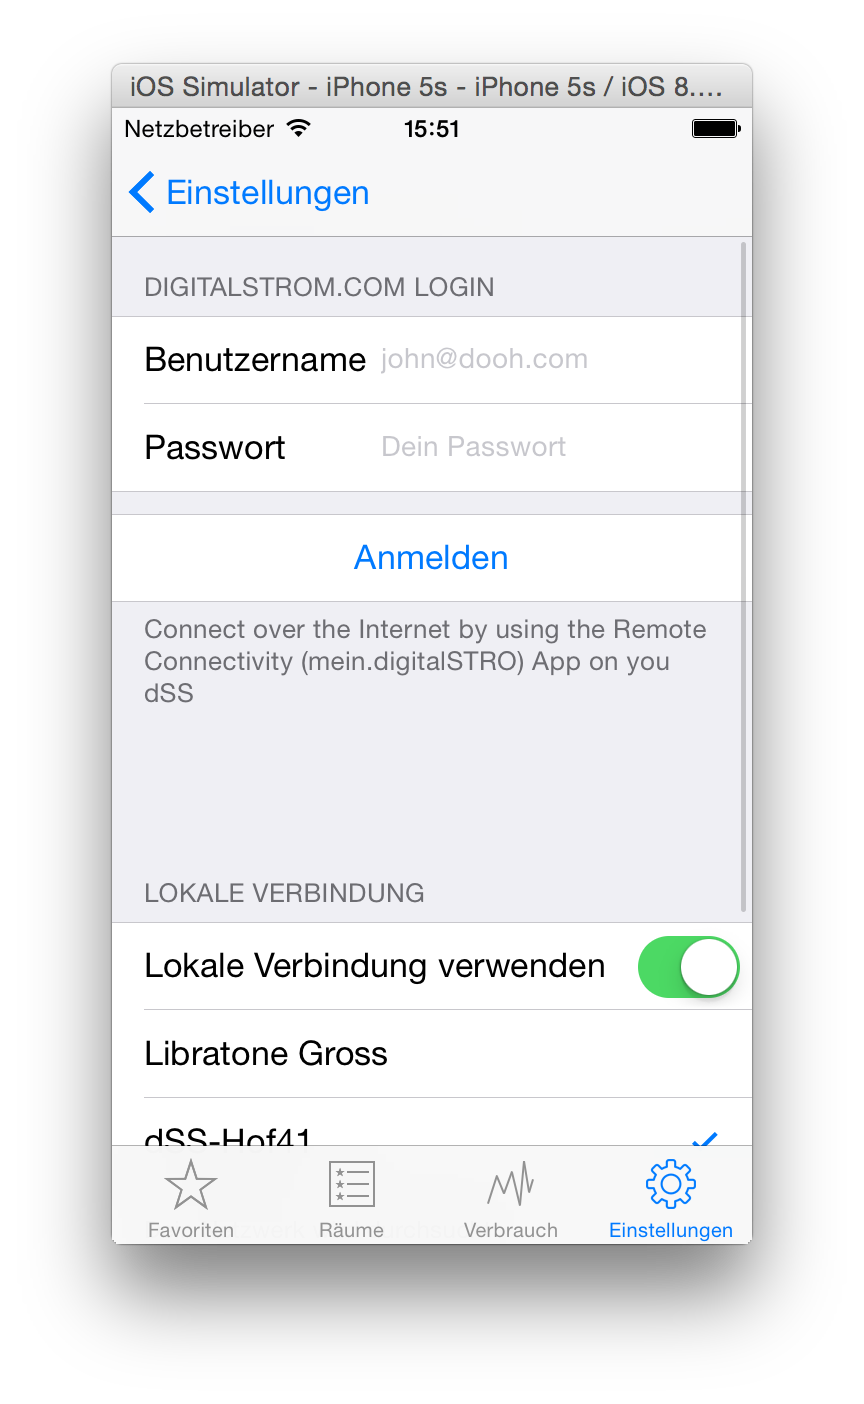 iOS Simulator - iPhone 5s - iPhone 5s / iOS 8....
Netzbetreiber 15:51
Einstellungen
DIGITALSTROM.COM LOGIN
Benutzername john@dooh.com
Passwort Dein Passwort
Anmelden
Connect over the Internet by using the Remote
Connectivity (mein.digitalSTRO) App on you
dSS
LOKALE VERBINDUNG
Lokale Verbindung verwenden
Libratone Gross
dSS-Hof41
Favoriten Räume Verbrauch Einstellungen